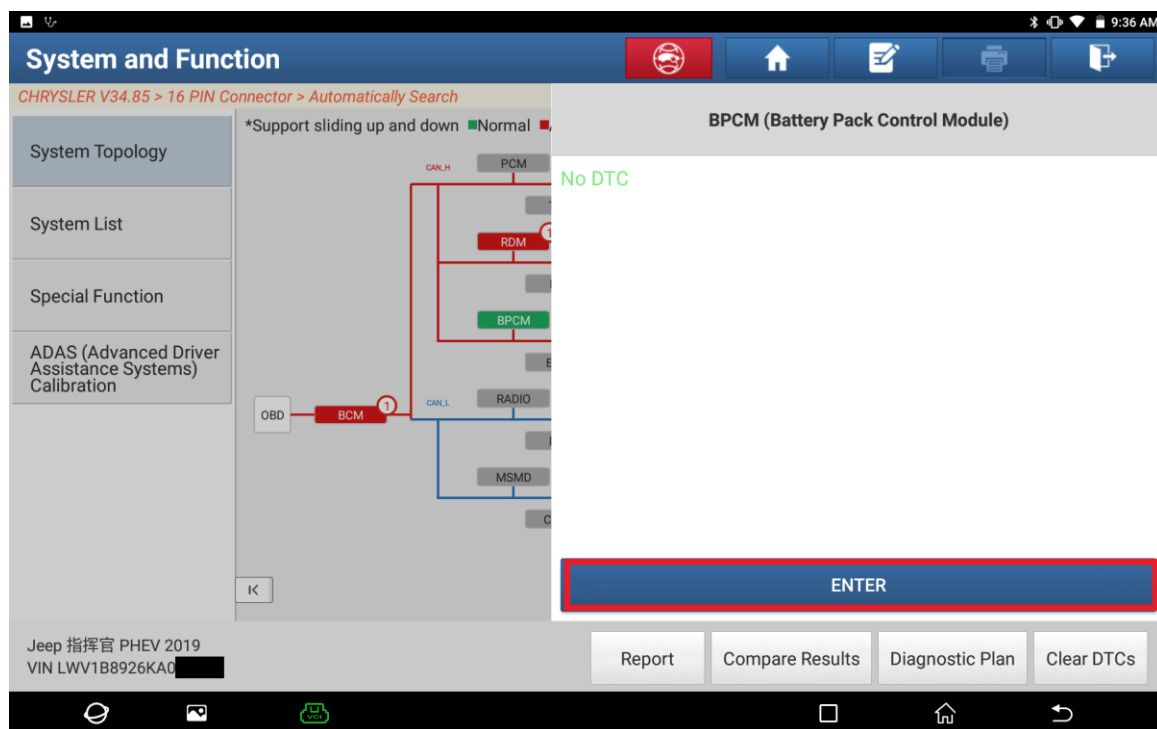 9:36 AM
System and Function
CHRYSLER V34.85 > 16 PIN Connector > Automatically Search
System Topology
System List
Special Function
ADAS (Advanced Driver
Assistance Systems)
Calibration
*Support sliding up and down Normal
CAN_H
PCM
RDM
1
BPCM
OBD
BCM
1
CAN_L
RADIO
MSMD
BPCM (Battery Pack Control Module)
No DTC
ENTER
Jeep 指挥官 PHEV 2019
VIN LWV1B8926KA0
Report
Compare Results
Diagnostic Plan
Clear DTCs
VCI